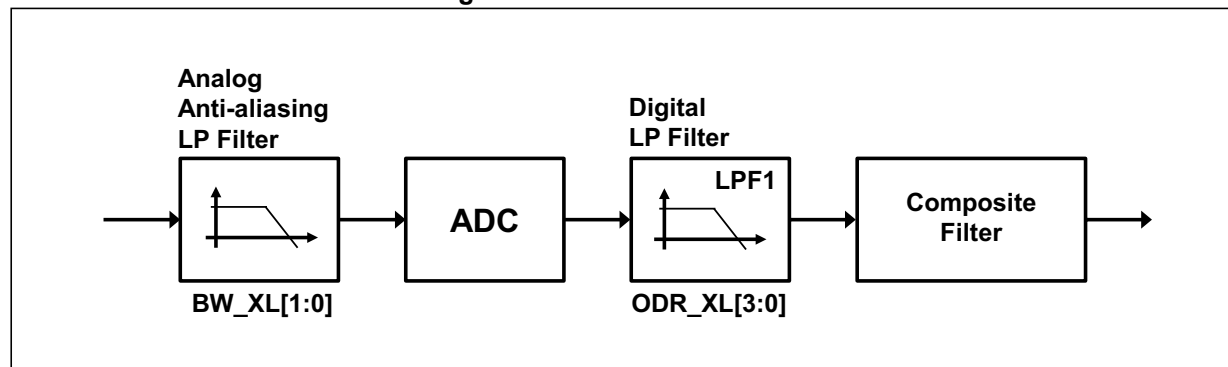 Analog
Anti-aliasing
LP Filter
BW_XL[1:0]
ADC
Digital
LP Filter
LPF1
ODR_XL[3:0]
Composite
Filter